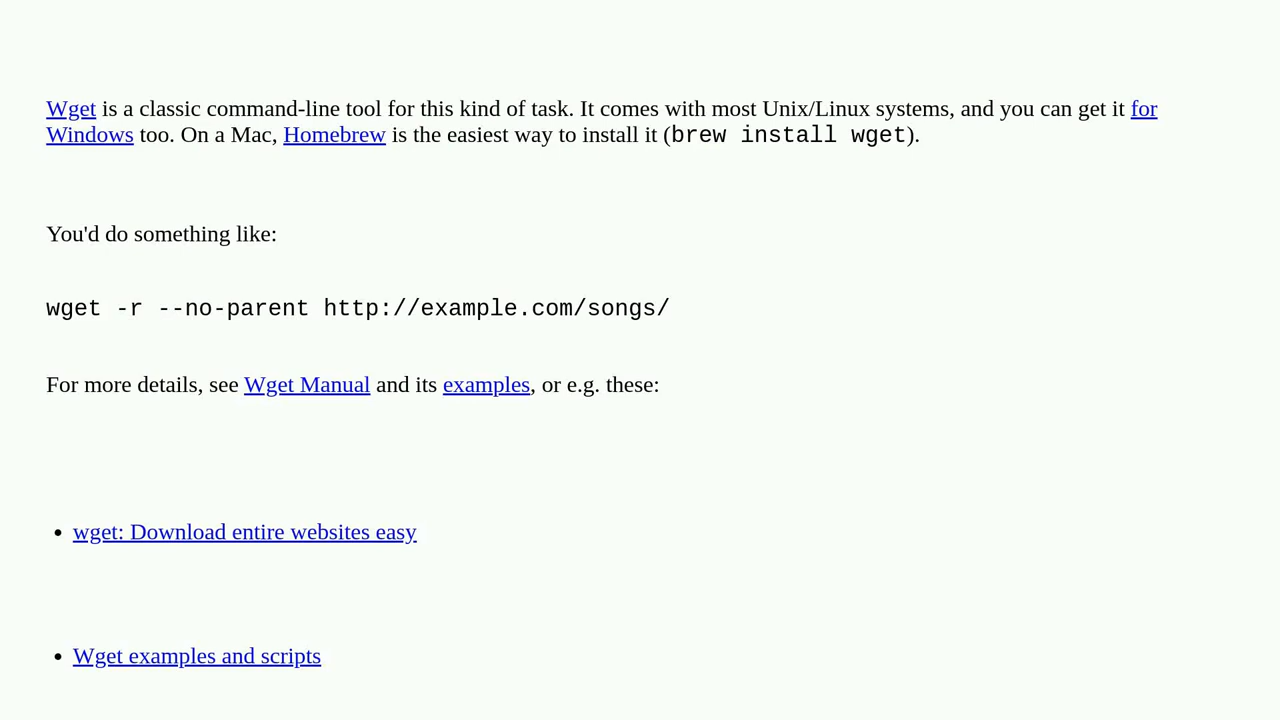 Wget is a classic command-line tool for this kind of task. It comes with most Unix/Linux systems, and you can get it for
Windows too. On a Mac, Homebrew is the easiest way to install it (brew install wget).
You'd do something like:
wget -r --no-parent http://example.com/songs/
For more details, see Wget Manual and its examples, or e.g. these:
• wget: Download entire websites easy
• Wget examples and scripts